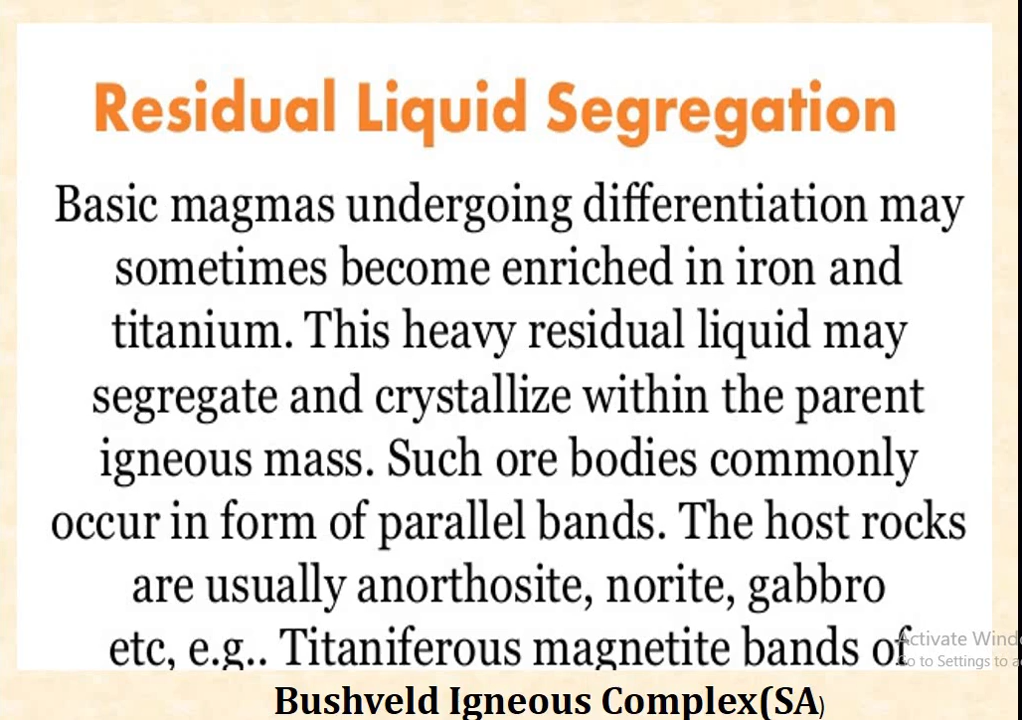 Residual Liquid Segregation
Basic magmas undergoing differentiation may
sometimes become enriched in iron and
titanium. This heavy residual liquid may
segregate and crystallize within the parent
igneous mass. Such ore bodies commonly
occur in form of parallel bands. The host rocks
are usually anorthosite, norite, gabbro
etc, e.g.. Titaniferous magnetite bands of
Activate Wind
Go to Settings to a
Bushveld Igneous Complex(SA)